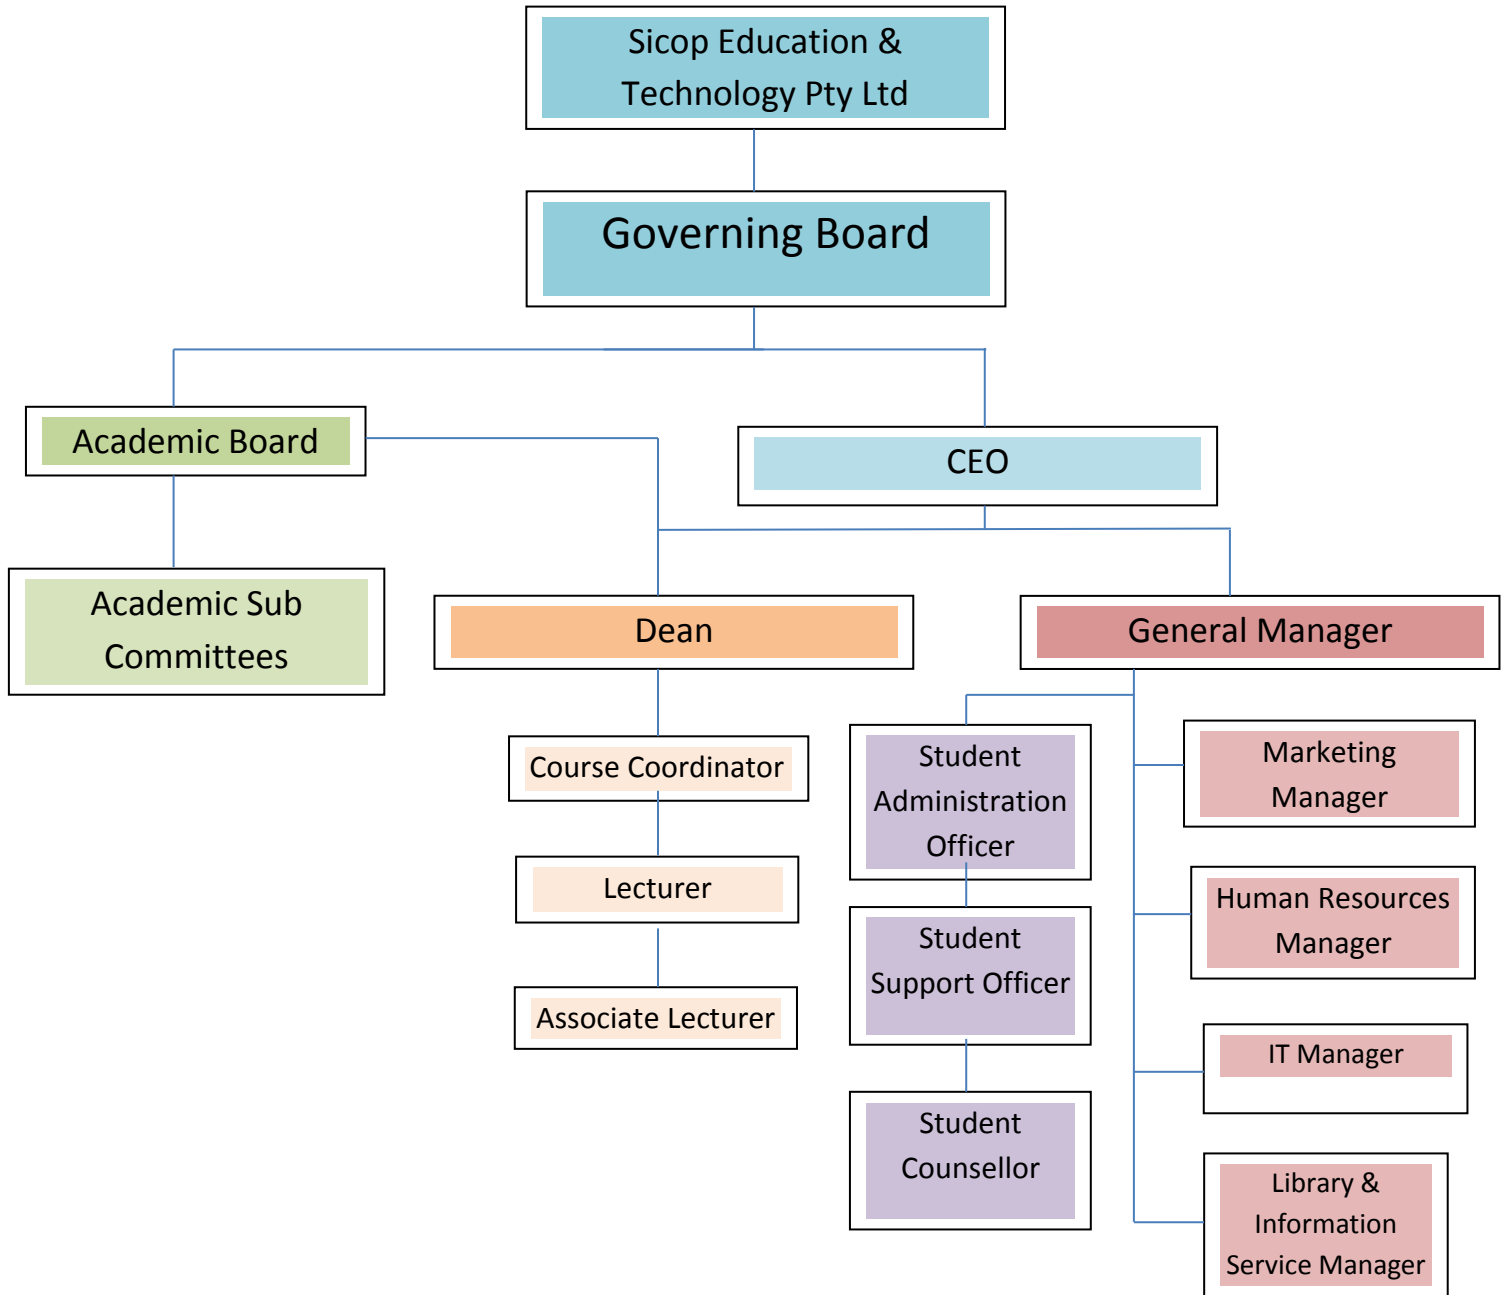 Sicop Education &
Technology Pty Ltd
Governing Board
Academic Board
CEO
Academic Sub
Committees
Dean
General Manager
Course Coordinator
Lecturer
Associate Lecturer
Student
Administration
Officer
Student
Support Officer
Student
Counsellor
Marketing
Manager
Human Resources
Manager
IT Manager
Library &
Information
Service Manager